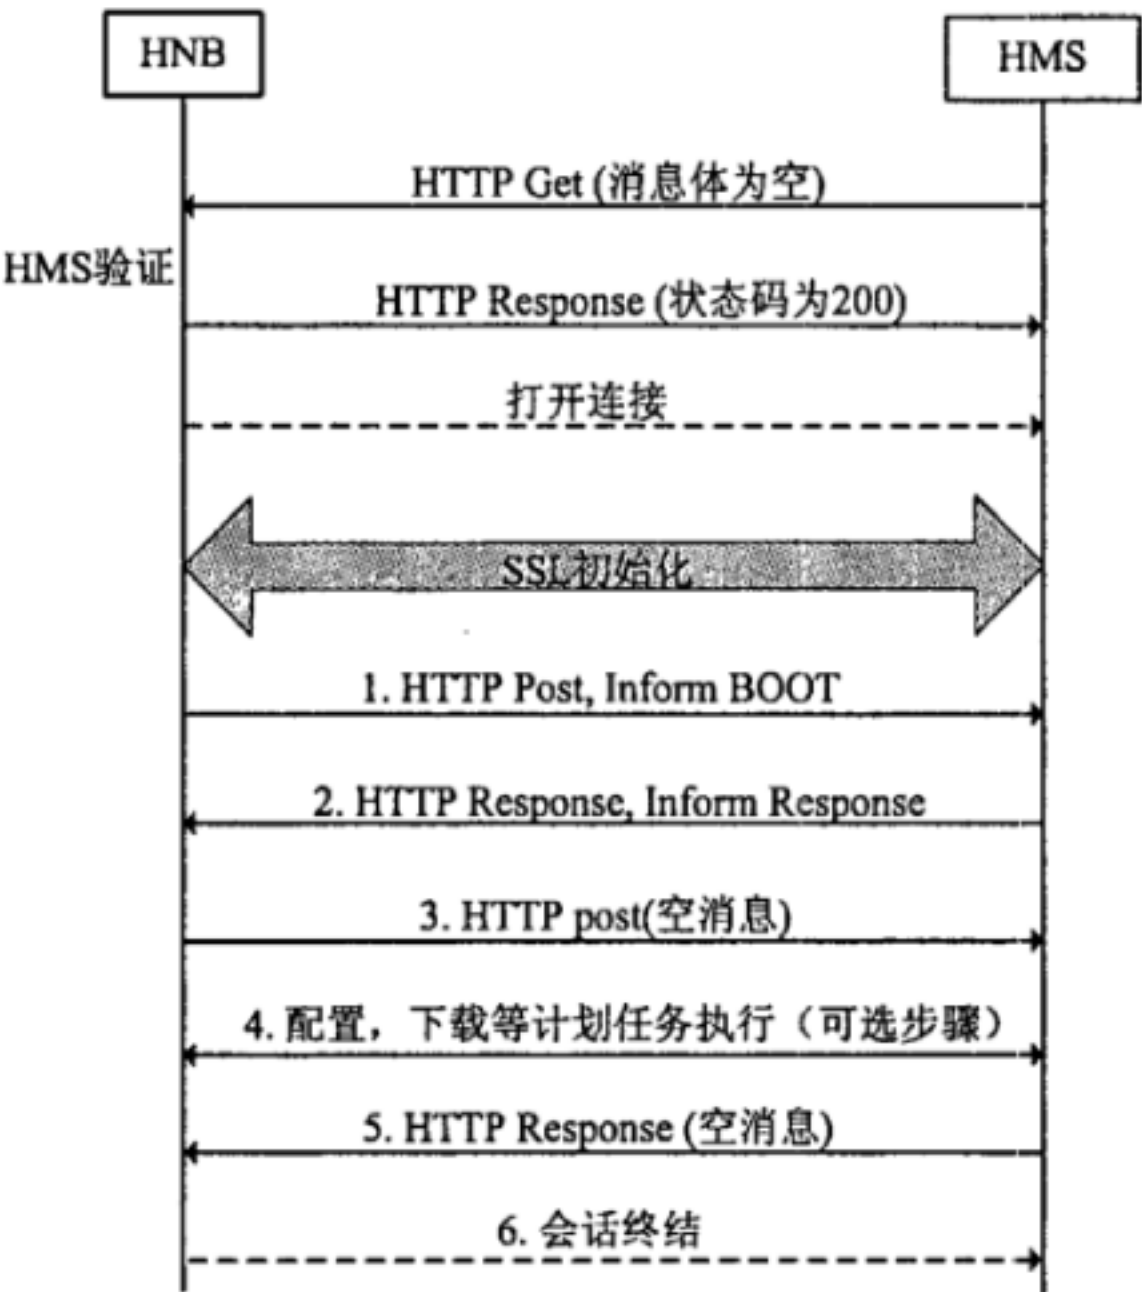 HNB
HMS
HTTP Get (消息体为空)
HMS验证
HTTP Response (状态码为200)
打开连接
SSL初始化
1. HTTP Post, Inform BOOT
2. HTTP Response, Inform Response
3. HTTP post(空消息)
4. 配置，下载等计划任务执行（可选步骤）
5. HTTP Response (空消息)
6. 会话终结